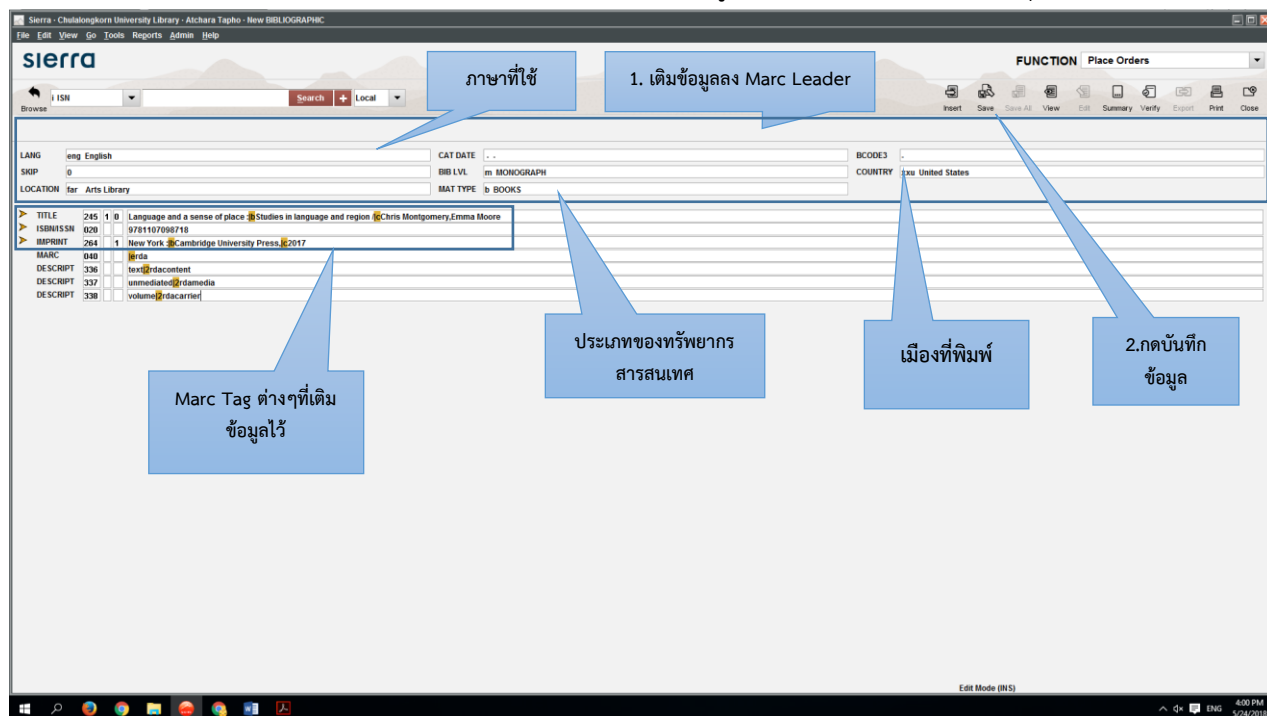 Sierra - Chulalongkorn University Library - Atchara Tapho - New BIBLIOGRAPHIC
File Edit View Go Tools Reports Admin Help
sierra
FUNCTION Place Orders
ภาษาที่ใช้
1. เติมข้อมูลลง Marc Leader
Browse
i ISN Search + Local
Insert Save Save All View Edit Summary Verify Export Print Close
LANG eng English CAT DATE . . BCODE3 -
SKIP 0 BIB LVL m MONOGRAPH COUNTRY xxu United States
LOCATION far Arts Library MAT TYPE b BOOKS
TITLE 245 1 0 Language and a sense of place :|bStudies in language and region /|cChris Montgomery,Emma Moore
ISBN/ISSN 020 9781107098718
IMPRINT 264 1 New York :|bCambridge University Press,|c2017
MARC 040 |erda
DESCRIPT 336 text|2rdacontent
DESCRIPT 337 unmediated|2rdamedia
DESCRIPT 338 volume|2rdacarrier
ประเภทของทรัพยากร
สารสนเทศ
เมืองที่พิมพ์
2.กดบันทึก
ข้อมูล
Marc Tag ต่างๆที่เติม
ข้อมูลไว้
Edit Mode (INS)
ENG
4:00 PM
5/24/2018